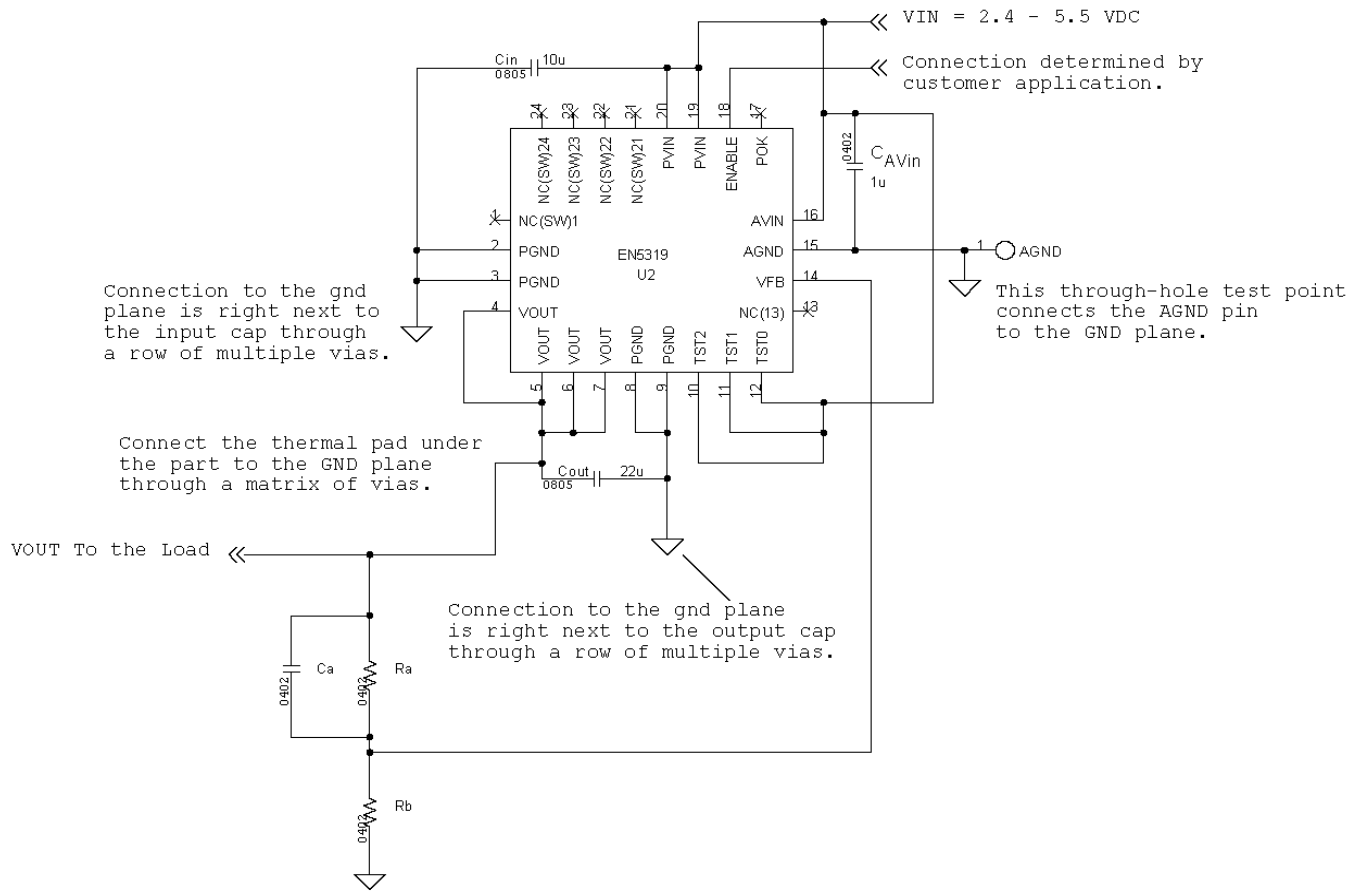 VIN = 2.4 - 5.5 VDC
Cin
10u
0805
Connection determined by
customer application.
24
23
22
21
20
19
18
17
NC(SW)24
NC(SW)23
NC(SW)22
NC(SW)21
PVIN
PVIN
ENABLE
POK
0402
CAVin
1u
1
NC(SW)1
AVIN
16
2
PGND
EN5319
AGND
15
1
AGND
U2
3
PGND
VFB
14
4
VOUT
NC(13)
13
Connection to the gnd
plane is right next to
the input cap through
a row of multiple vias.
This through-hole test point
connects the AGND pin
to the GND plane.
VOUT
VOUT
VOUT
PGND
PGND
TST2
TST1
TST0
5
6
7
8
9
10
11
12
Connect the thermal pad under
the part to the GND plane
through a matrix of vias.
Cout
22u
0805
VOUT To the Load
Connection to the gnd plane
is right next to the output cap
through a row of multiple vias.
Ca
0402
Ra
0402
Rb
0402